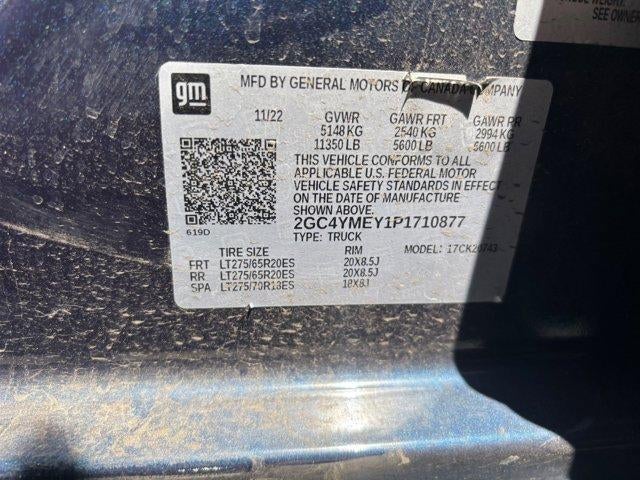 SEE OWNER
gm
MFD BY GENERAL MOTORS OF CANADA COMPANY
11/22 GVWR GAWR FRT GAWR RR
5148 KG 2540 KG 2994 KG
11350 LB 5600 LB 6600 LB
THIS VEHICLE CONFORMS TO ALL
APPLICABLE U.S. FEDERAL MOTOR
VEHICLE SAFETY STANDARDS IN EFFECT
ON THE DATE OF MANUFACTURE
SHOWN ABOVE.
619D
2GC4YMEY1P1710877
TYPE: TRUCK
MODEL: 17CK20743
TIRE SIZE RIM
FRT LT275/65R20ES 20X8.5J
RR LT275/65R20ES 20X8.5J
SPA LT275/70R18ES 18X8J